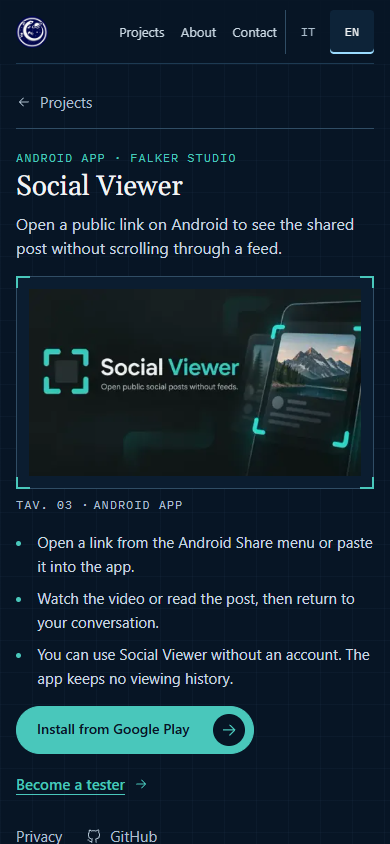 Projects About Contact IT EN
← Projects
ANDROID APP · FALKER STUDIO
Social Viewer
Open a public link on Android to see the shared
post without scrolling through a feed.
Social Viewer
Open public social posts without feeds.
TAV. 03 · ANDROID APP
• Open a link from the Android Share menu or paste
it into the app.
• Watch the video or read the post, then return to
your conversation.
• You can use Social Viewer without an account. The
app keeps no viewing history.
Install from Google Play →
Become a tester →
Privacy GitHub